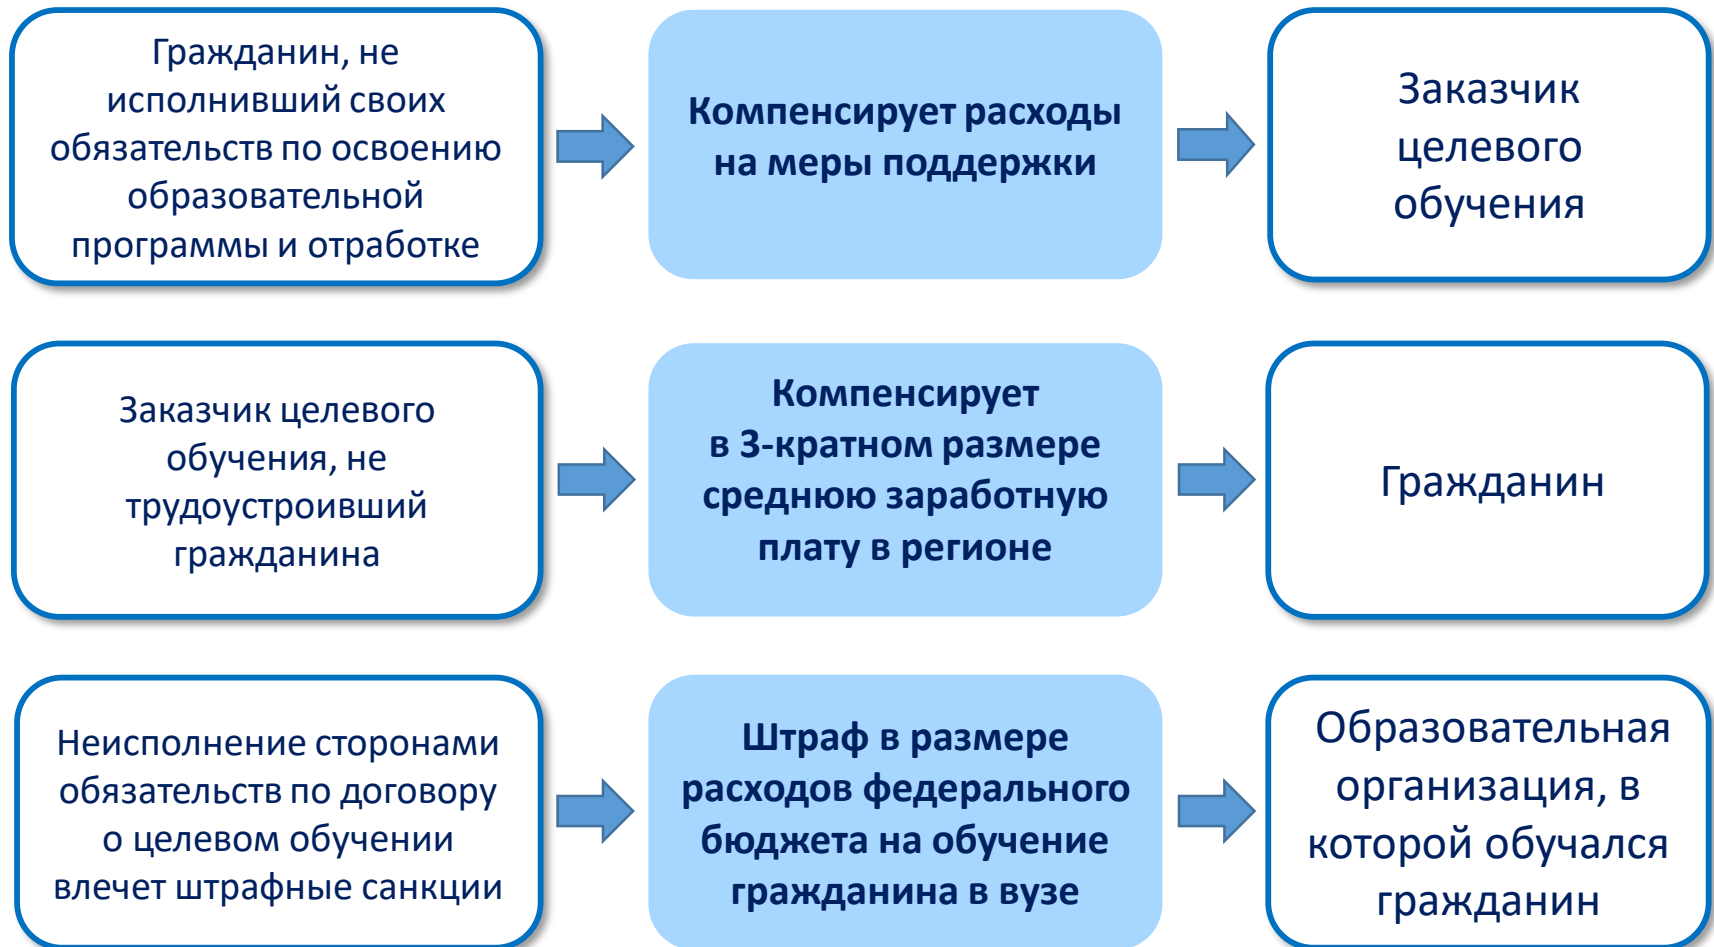 Гражданин, не
исполнивший своих
обязательств по освоению
образовательной
программы и отработке
Компенсирует расходы
на меры поддержки
Заказчик
целевого
обучения
Заказчик целевого
обучения, не
трудоустроивший
гражданина
Компенсирует
в 3-кратном размере
среднюю заработную
плату в регионе
Гражданин
Неисполнение сторонами
обязательств по договору
о целевом обучении
влечет штрафные санкции
Штраф в размере
расходов федерального
бюджета на обучение
гражданина в вузе
Образовательная
организация, в
которой обучался
гражданин